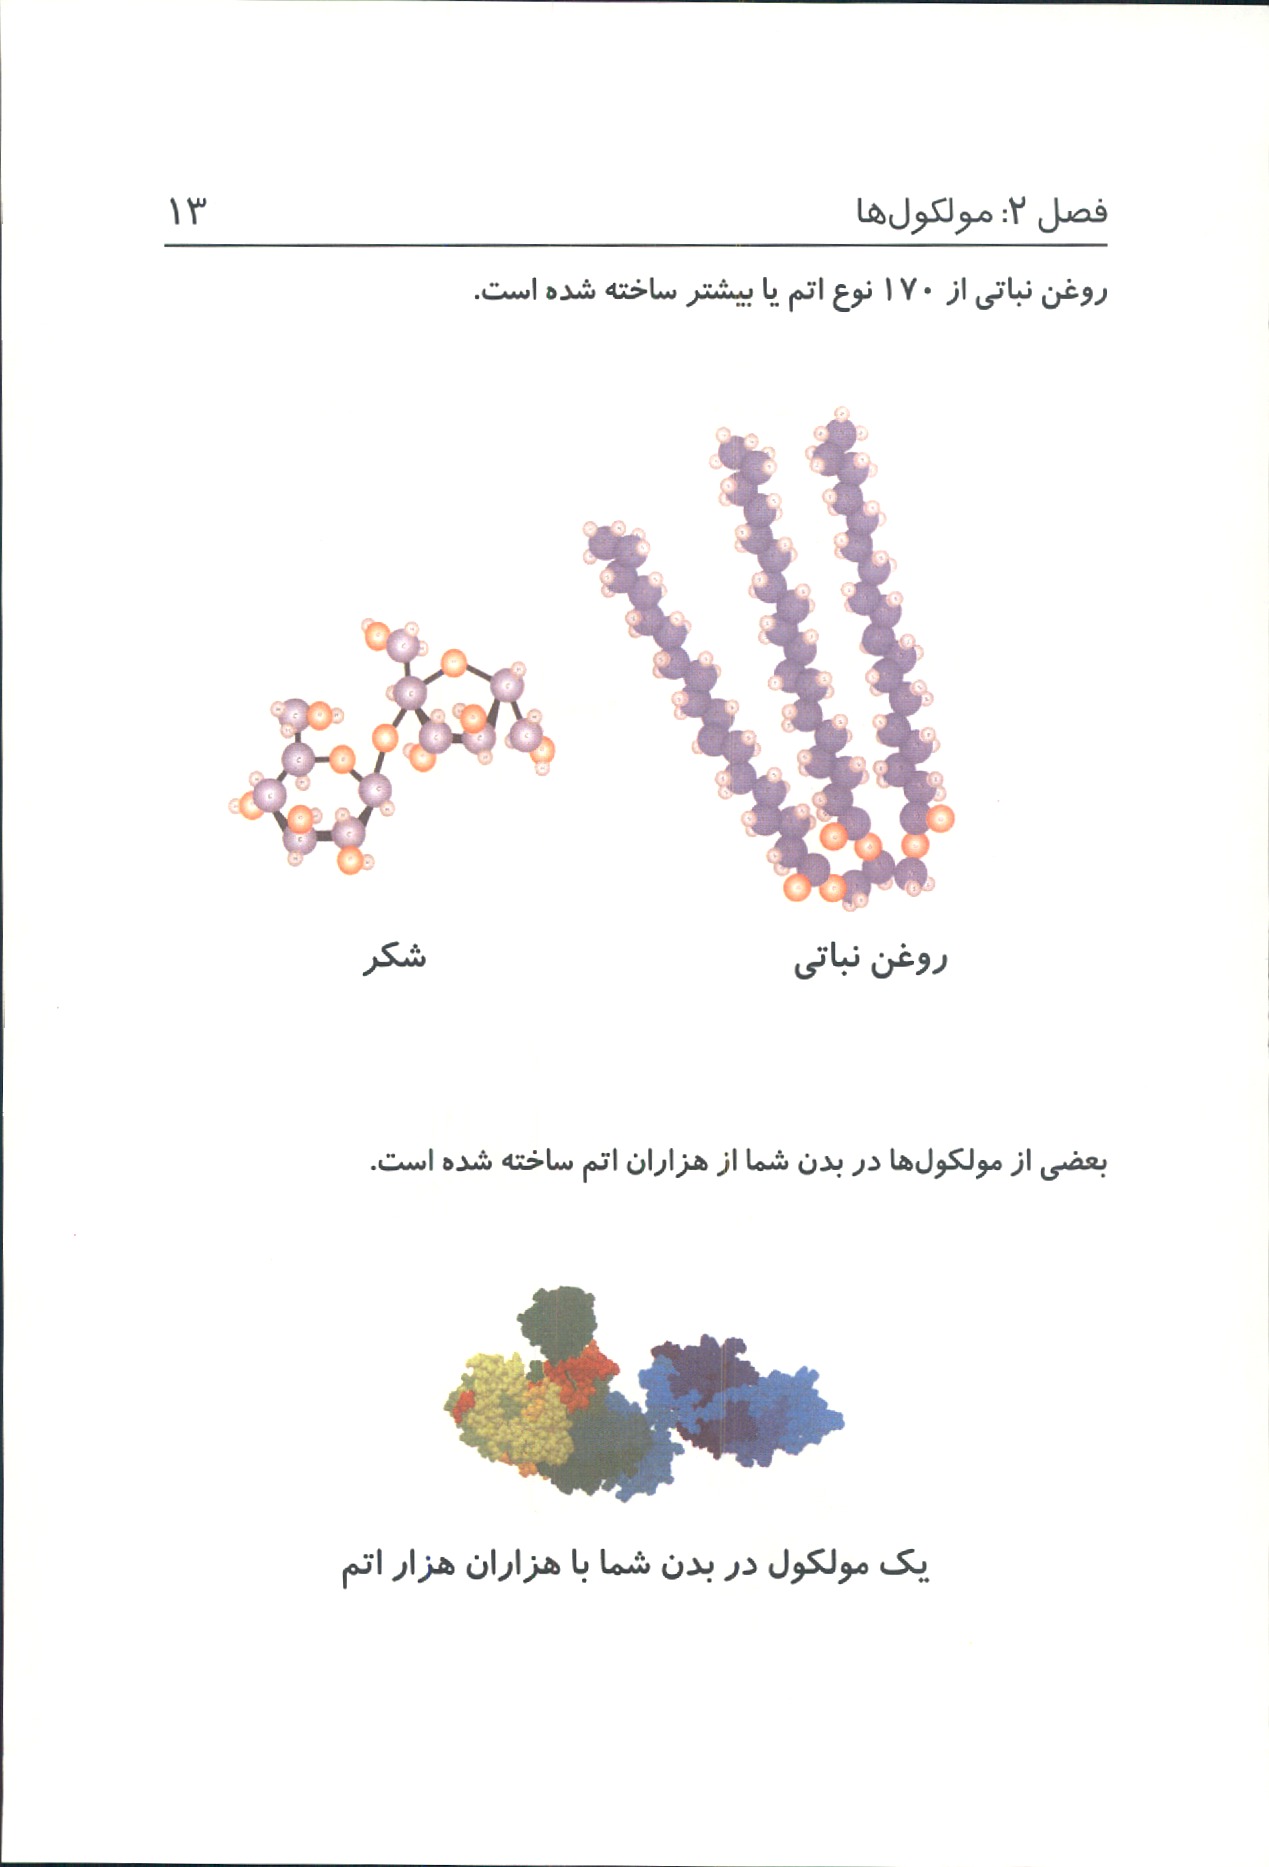 فصل ۲: مولکول‌ها ۱۳
روغن نباتی از ۱۷۰ نوع اتم یا بیشتر ساخته شده است.
روغن نباتی
شکر
بعضی از مولکول‌ها در بدن شما از هزاران اتم ساخته شده است.
یک مولکول در بدن شما با هزاران هزار اتم